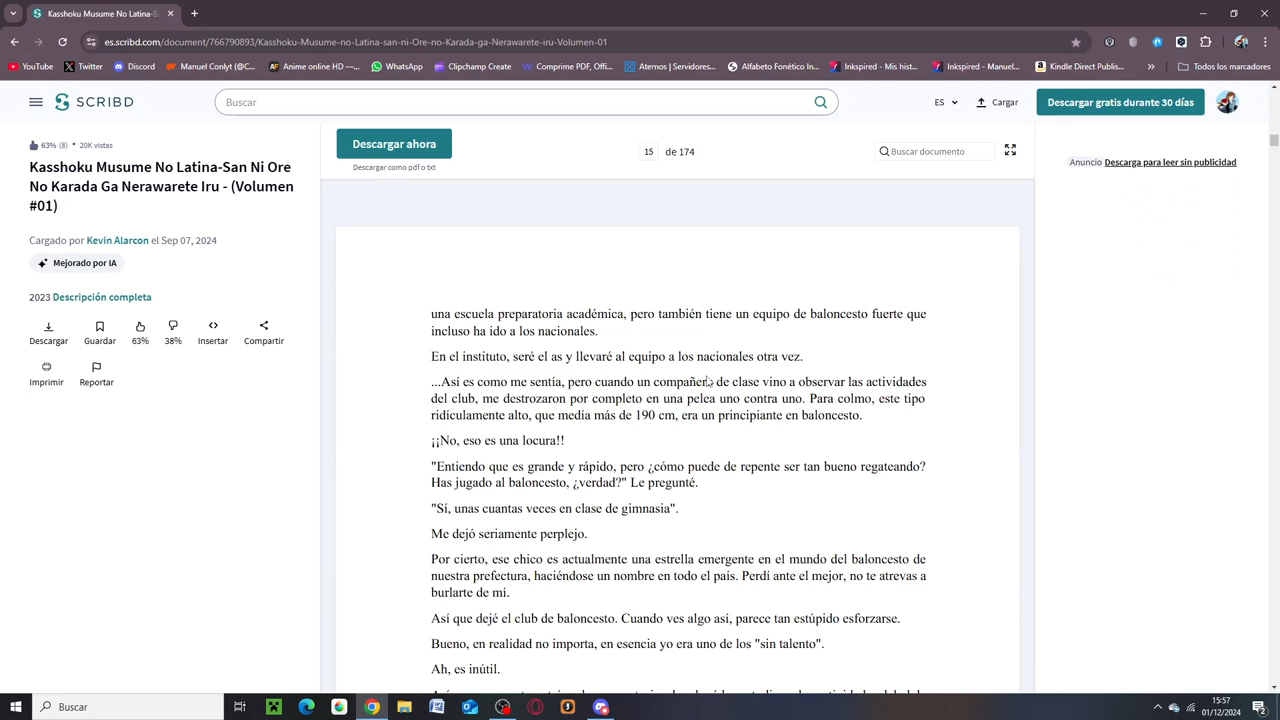 Kasshoku Musume No Latina-S
es.scribd.com/document/766790893/Kasshoku-Musume-no-Latina-san-ni-Ore-no-Karada-ga-Nerawarete-iru-Volumen-01
YouTube Twitter Discord Manuel Conlyt (@C... Anime online HD —... WhatsApp Clipchamp Create Comprime PDF, Offi... Aternos | Servidores... Alfabeto Fonético In... Inkspired - Mis hist... Inkspired - Manuel... Kindle Direct Publis... » Todos los marcadores
SCRIBD Buscar ES Cargar Descargar gratis durante 30 días
Descargar ahora
Descargar como pdf o txt
15 de 174
Buscar documento
Anuncio Descarga para leer sin publicidad
63% (8) • 20K vistas
Kasshoku Musume No Latina-San Ni Ore
No Karada Ga Nerawarete Iru - (Volumen
#01)
Cargado por Kevin Alarcon el Sep 07, 2024
Mejorado por IA
2023 Descripción completa
Descargar Guardar 63% 38% Insertar Compartir
Imprimir Reportar
una escuela preparatoria académica, pero también tiene un equipo de baloncesto fuerte que
incluso ha ido a los nacionales.
En el instituto, seré el as y llevaré al equipo a los nacionales otra vez.
...Así es como me sentía, pero cuando un compañero de clase vino a observar las actividades
del club, me destrozaron por completo en una pelea uno contra uno. Para colmo, este tipo
ridículamente alto, que medía más de 190 cm, era un principiante en baloncesto.
¡¡No, eso es una locura!!
"Entiendo que es grande y rápido, pero ¿cómo puede de repente ser tan bueno regateando?
Has jugado al baloncesto, ¿verdad?" Le pregunté.
"Sí, unas cuantas veces en clase de gimnasia".
Me dejó seriamente perplejo.
Por cierto, ese chico es actualmente una estrella emergente en el mundo del baloncesto de
nuestra prefectura, haciéndose un nombre en todo el país. Perdí ante el mejor, no te atrevas a
burlarte de mí.
Así que dejé el club de baloncesto. Cuando ves algo así, parece tan estúpido esforzarse.
Bueno, en realidad no importa, en esencia yo era uno de los "sin talento".
Ah, es inútil.
Buscar
15:57
01/12/2024